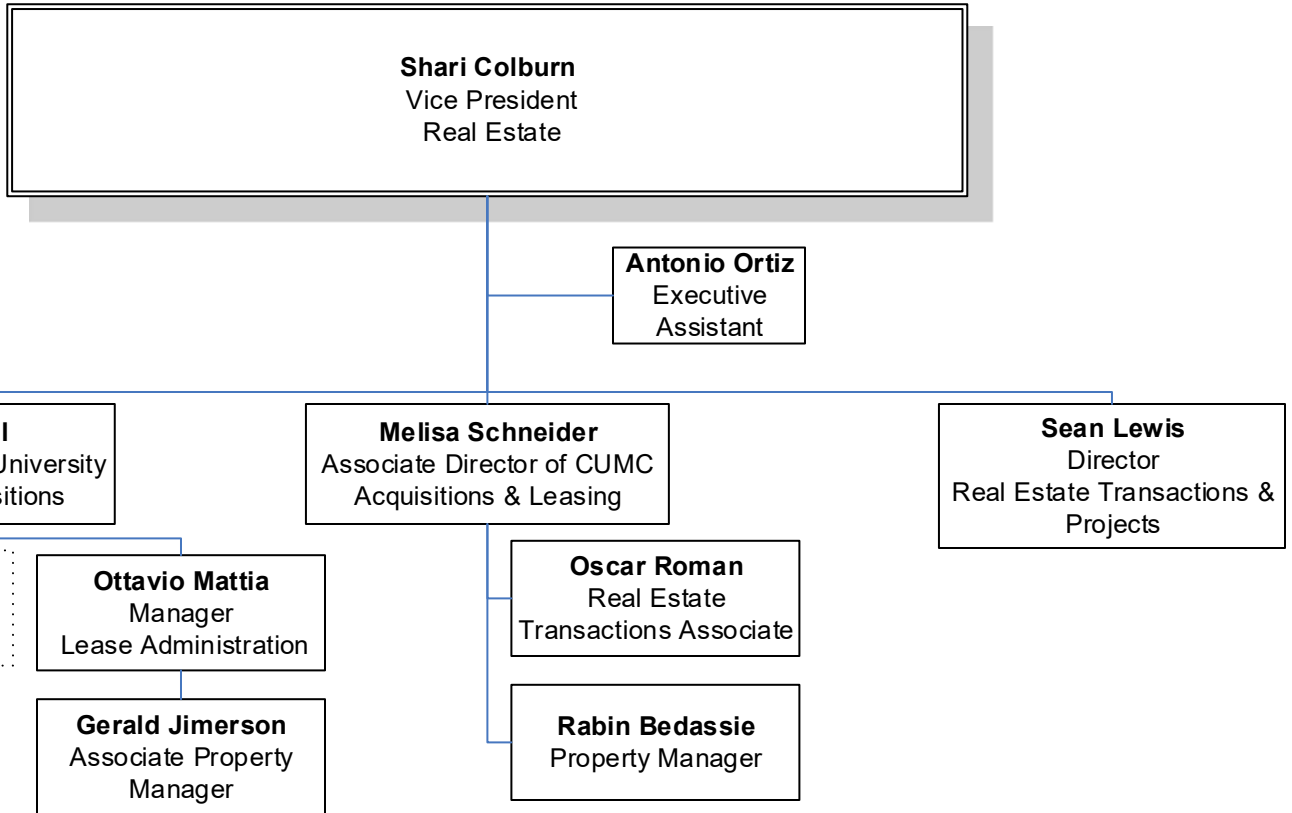 Shari Colburn
Vice President
Real Estate
Antonio Ortiz
Executive
Assistant
University
Melisa Schneider
Associate Director of CUMC
Acquisitions & Leasing
Sean Lewis
Director
Real Estate Transactions &
Projects
Ottavio Mattia
Manager
Lease Administration
Oscar Roman
Real Estate
Transactions Associate
Gerald Jimerson
Associate Property
Manager
Rabin Bedassie
Property Manager